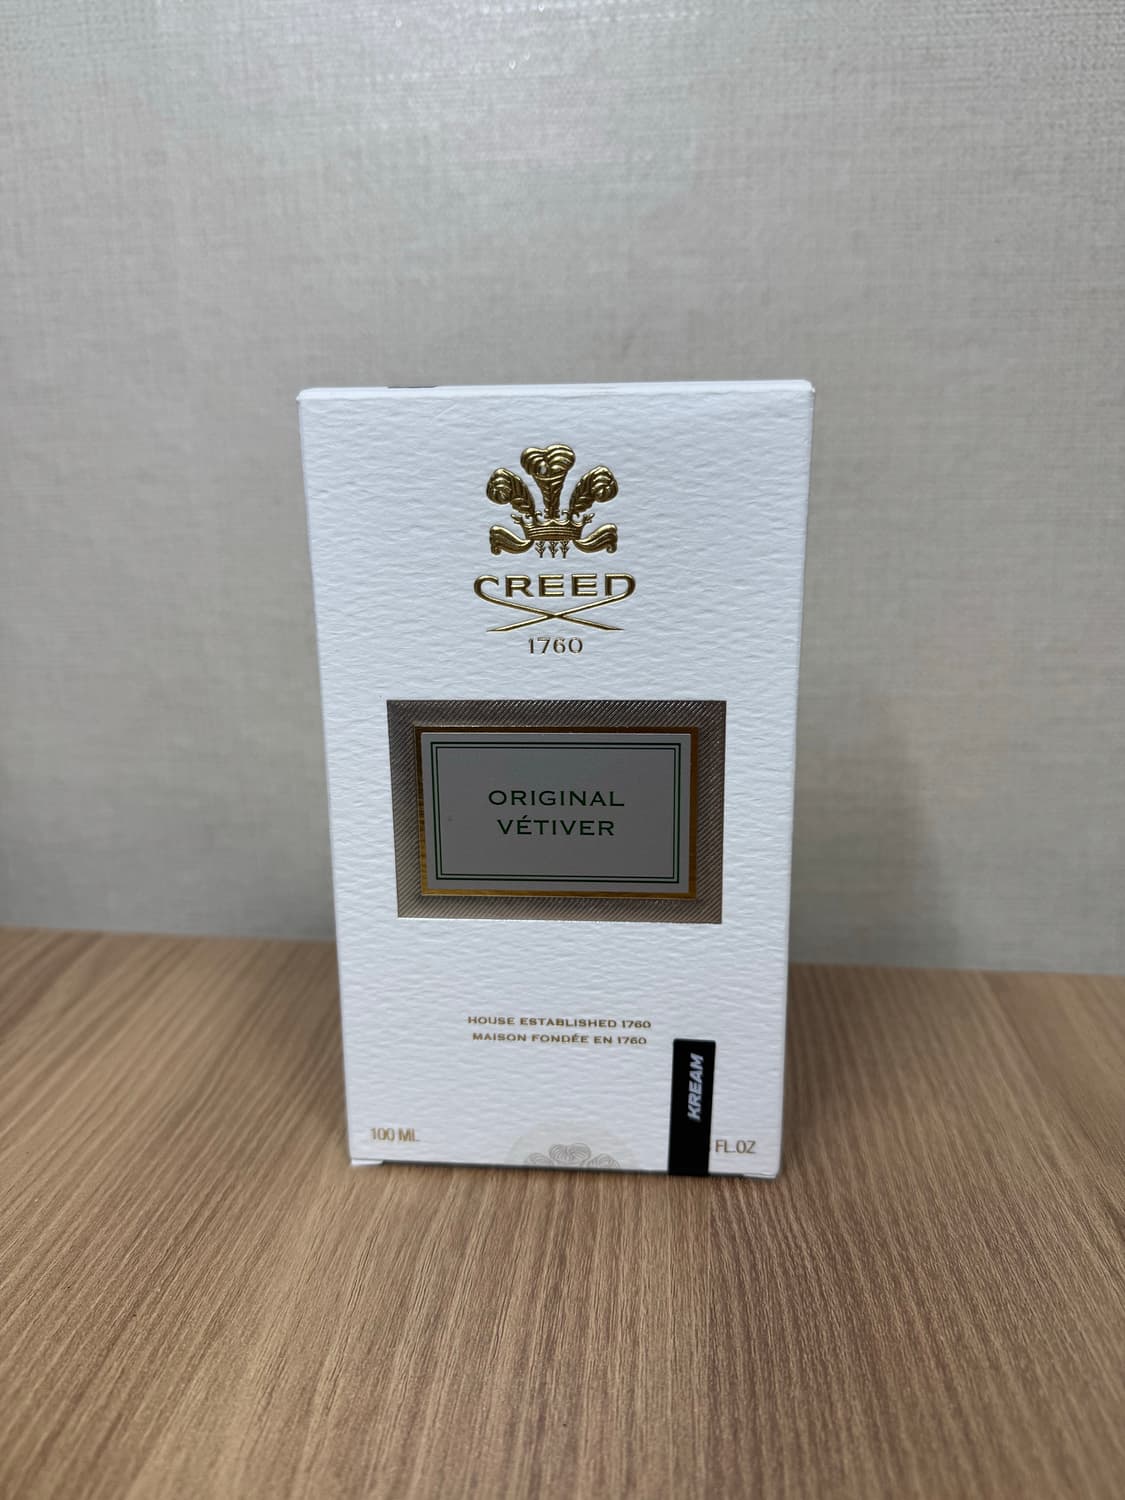 CREED
1760
ORIGINAL
VÉTIVER
HOUSE ESTABLISHED 1760
MAISON FONDÉE EN 1760
KREAM
100 ML
FL.OZ